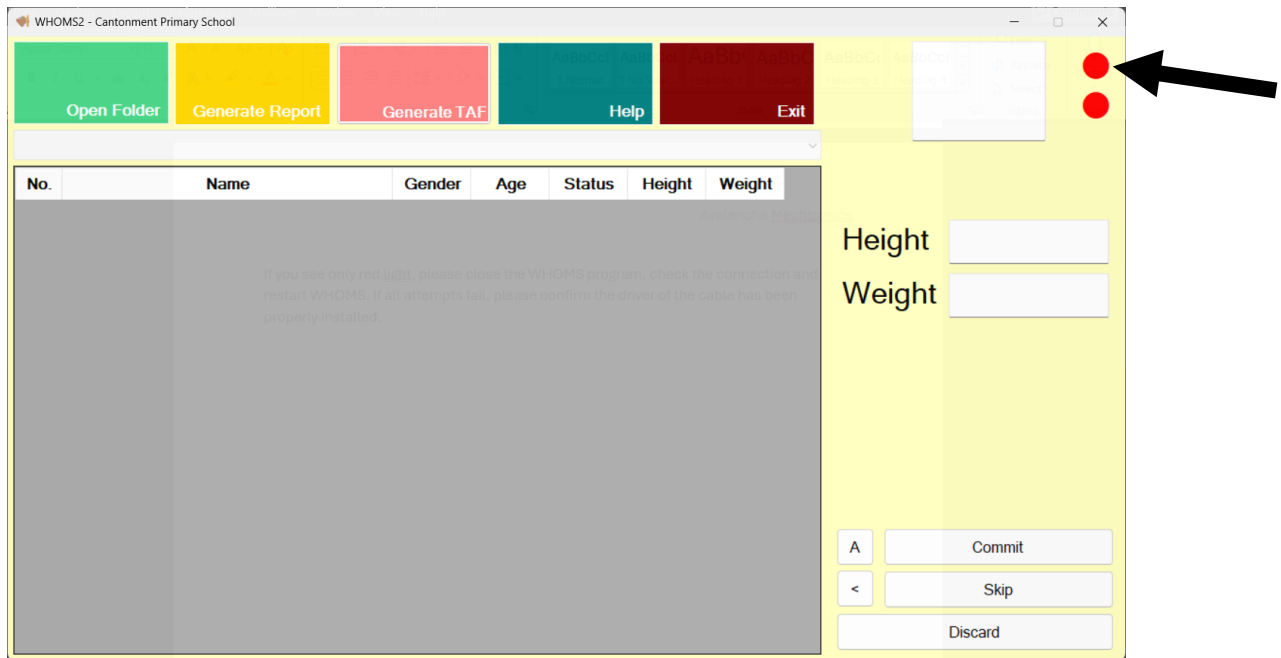 WHOMS2 - Cantonment Primary School
Open Folder Generate Report Generate TAF Help Exit
No. Name Gender Age Status Height Weight
If you see only red light, please close the WHOMS program, check the connection and
restart WHOMS. If all attempts fail, please confirm the driver of the cable has been
properly installed.
Height
Weight
A Commit
< Skip
Discard